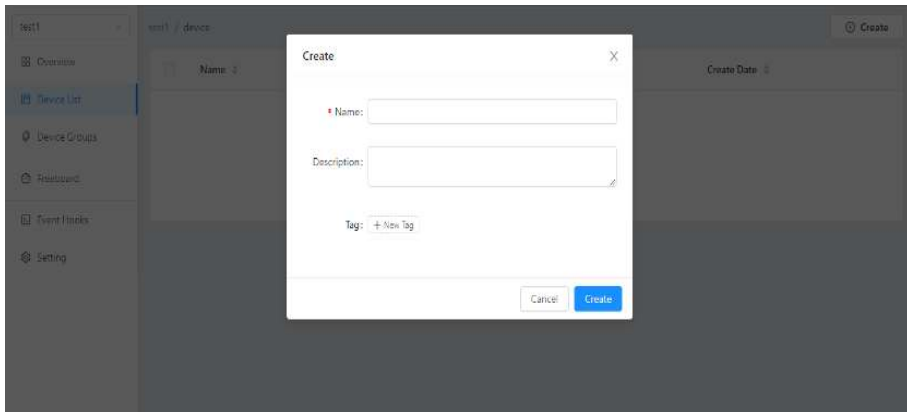 test1
test1 / device
Create
Overview
Device List
Device Groups
Freeboard
Event Hooks
Setting
Name
Create Date
Create
X
* Name:
Description:
Tag: + New Tag
Cancel
Create